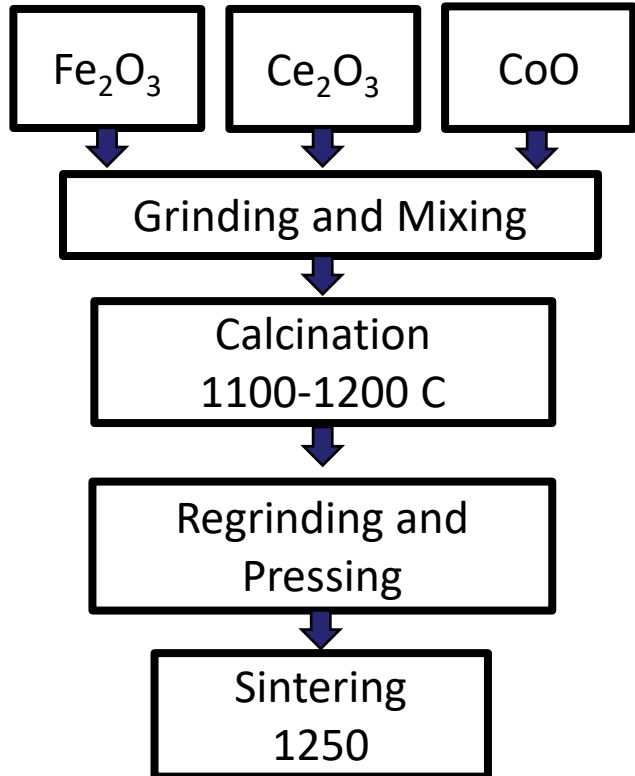 Fe₂O₃
Ce₂O₃
CoO
Grinding and Mixing
Calcination
1100-1200 C
Regrinding and
Pressing
Sintering
1250